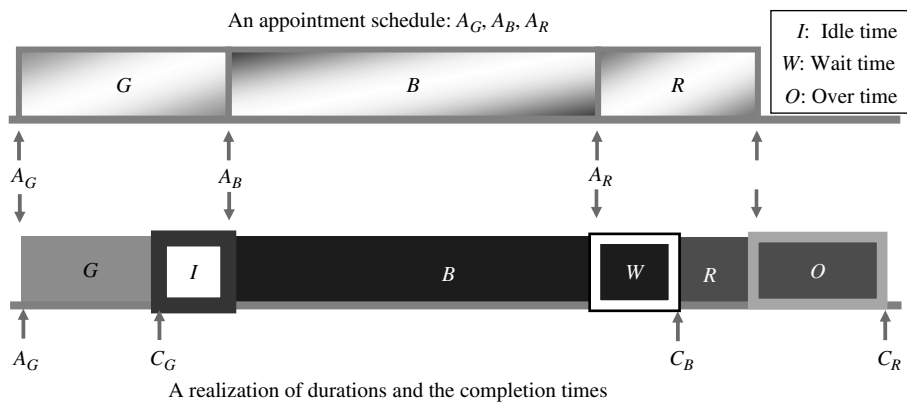 An appointment schedule: A_G, A_B, A_R
I: Idle time
W: Wait time
O: Over time
G B R
A_G A_B A_R
G I B W R O
A_G C_G C_B C_R
A realization of durations and the completion times